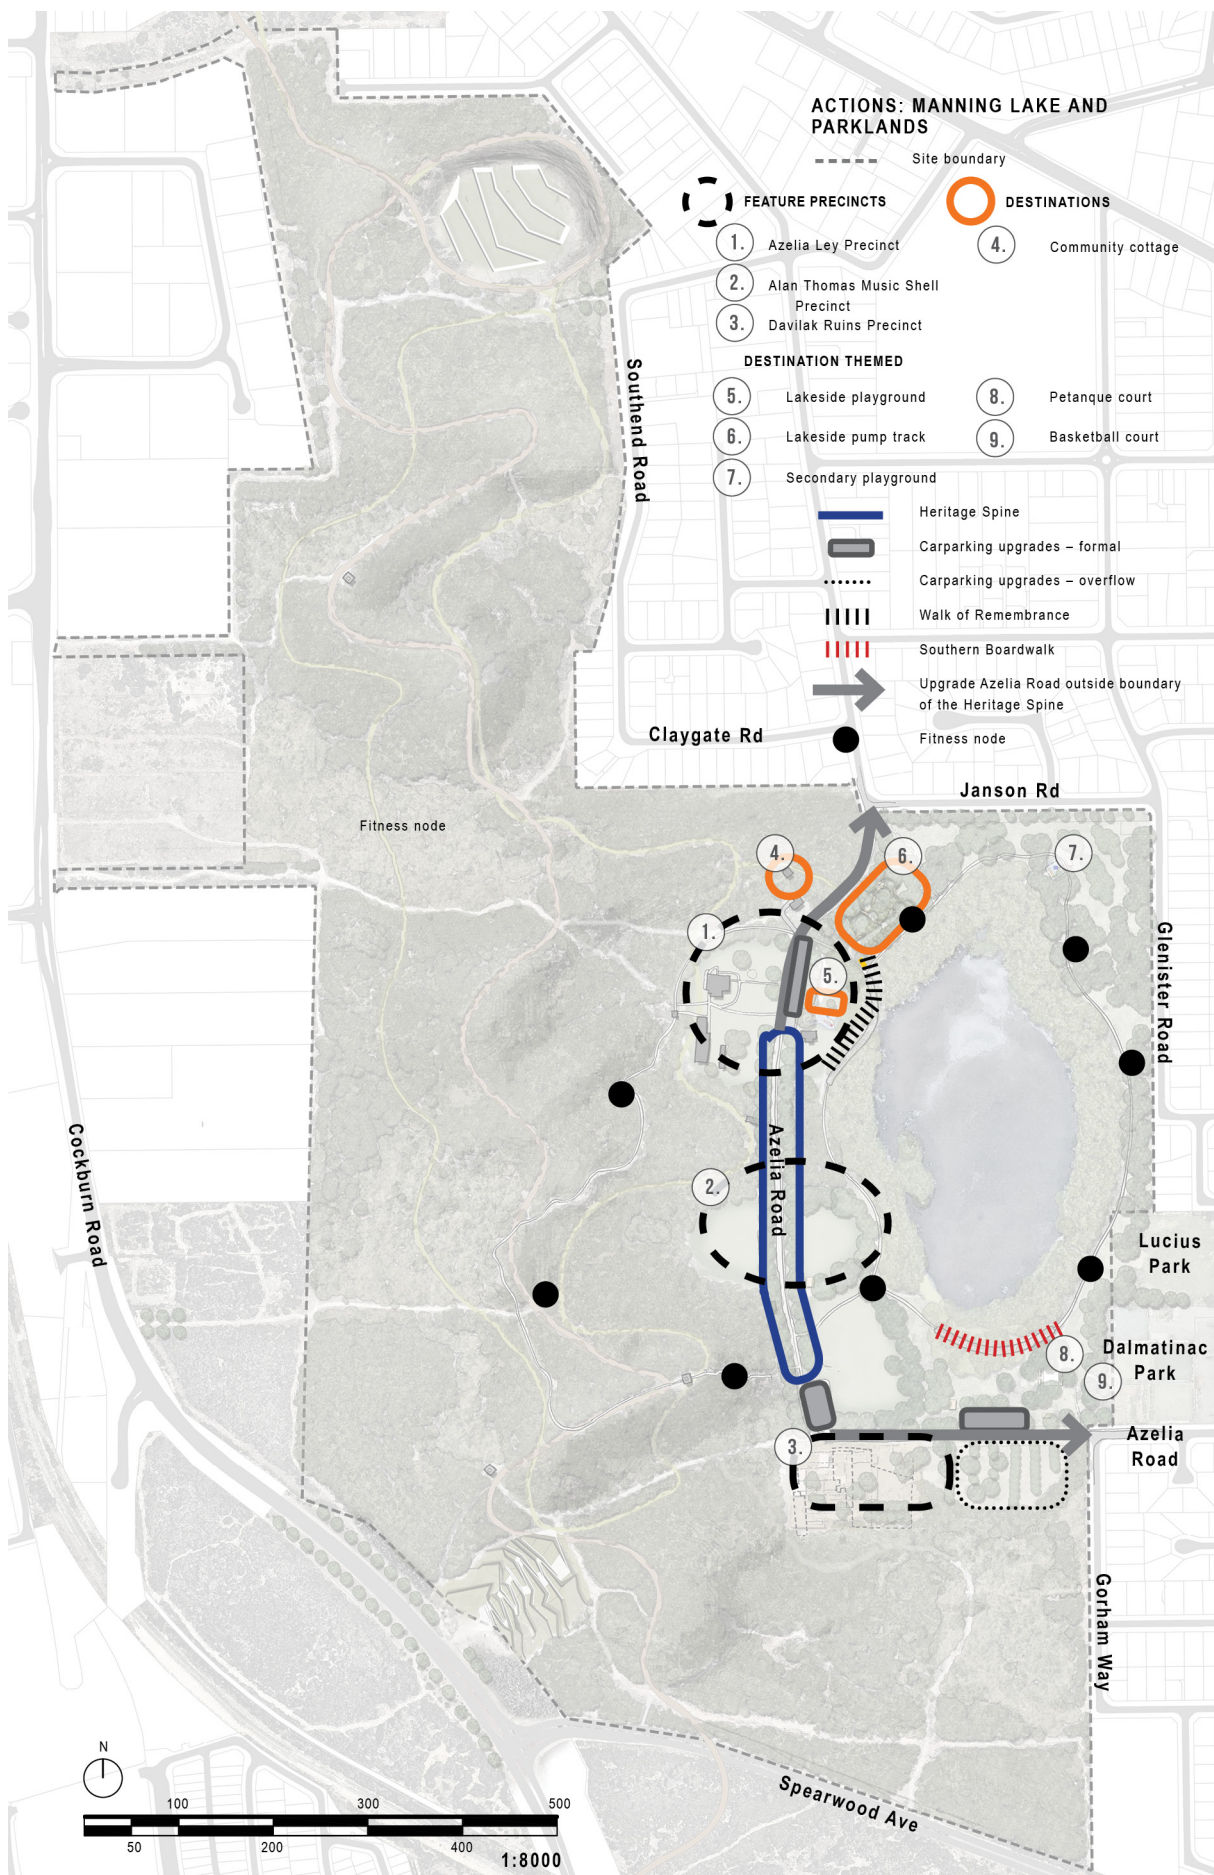 ACTIONS: MANNING LAKE AND
PARKLANDS
Site boundary
FEATURE PRECINCTS
DESTINATIONS
1. Azelia Ley Precinct
4. Community cottage
2. Alan Thomas Music Shell
Precinct
3. Davilak Ruins Precinct
DESTINATION THEMED
5. Lakeside playground
8. Petanque court
6. Lakeside pump track
9. Basketball court
7. Secondary playground
Heritage Spine
Carparking upgrades – formal
Carparking upgrades – overflow
Walk of Remembrance
Southern Boardwalk
Upgrade Azelia Road outside boundary
of the Heritage Spine
Fitness node
Southend Road
Claygate Rd
Janson Rd
Fitness node
4.
6.
7.
1.
5.
Glenister Road
Cockburn Road
Azelia Road
2.
Lucius
Park
8.
Dalmatinac
Park
9.
3.
Azelia
Road
Gorham Way
Spearwood Ave
N
100
300
500
50
200
400
1:8000